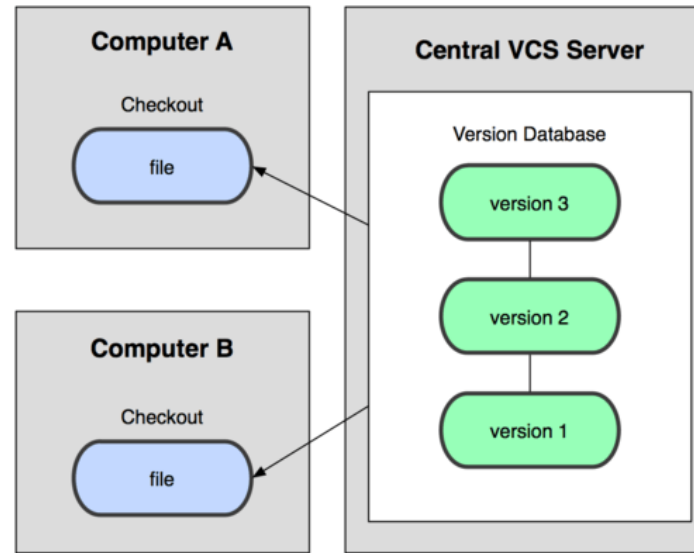 Computer A
Checkout
file
Computer B
Checkout
file
Central VCS Server
Version Database
version 3
version 2
version 1